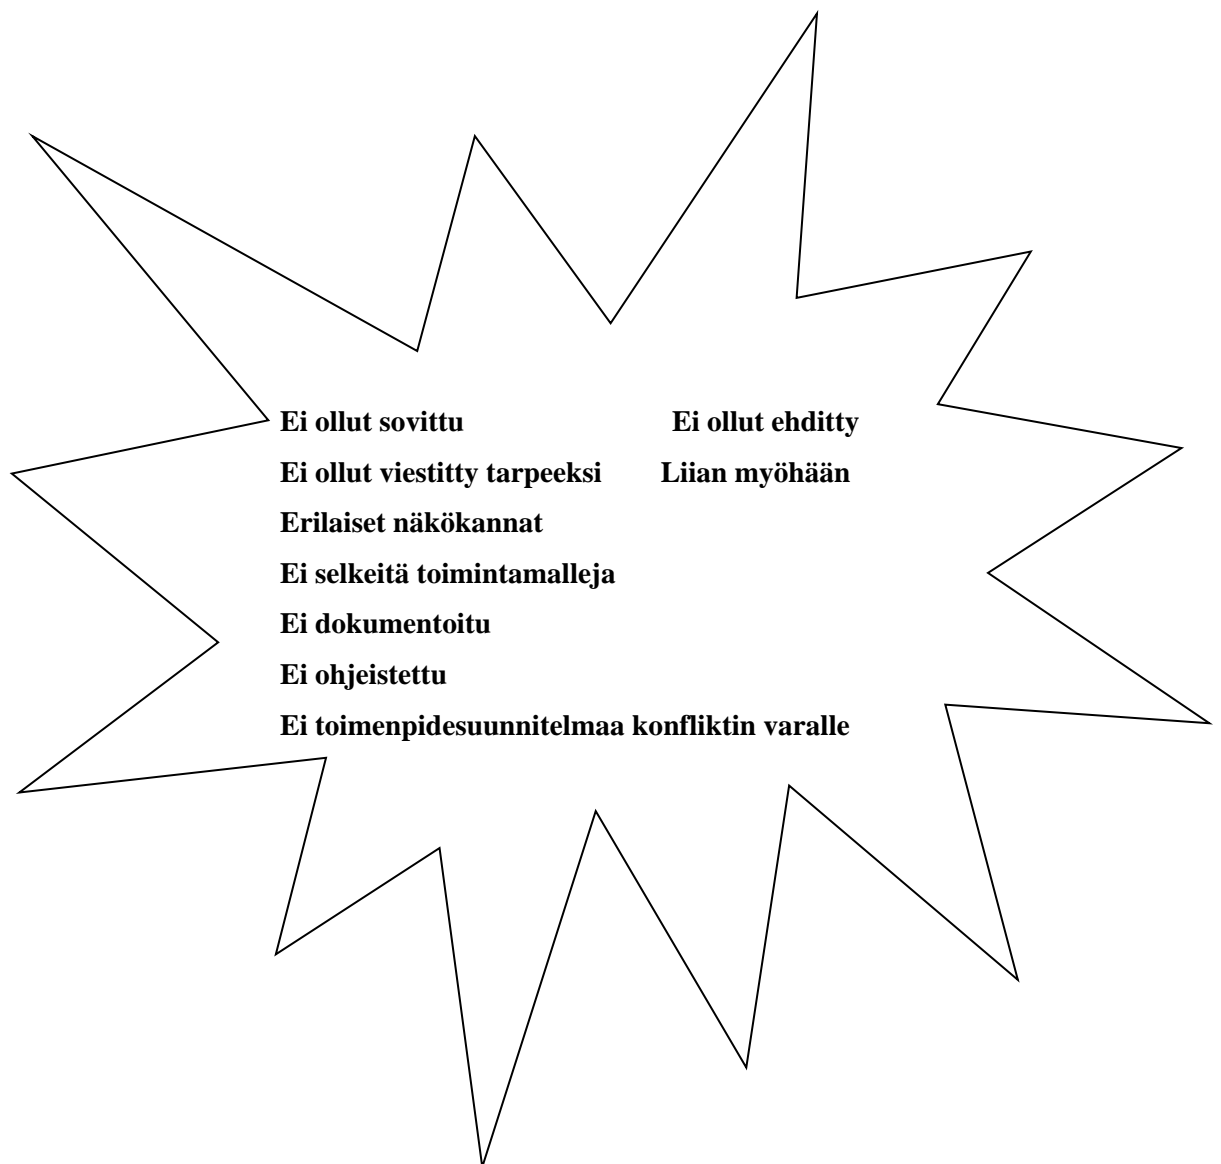 Ei ollut sovittu Ei ollut ehditty
Ei ollut viestitty tarpeeksi Liian myöhään
Erilaiset näkökannat
Ei selkeitä toimintamalleja
Ei dokumentoitu
Ei ohjeistettu
Ei toimenpidesuunnitelmaa konfliktin varalle